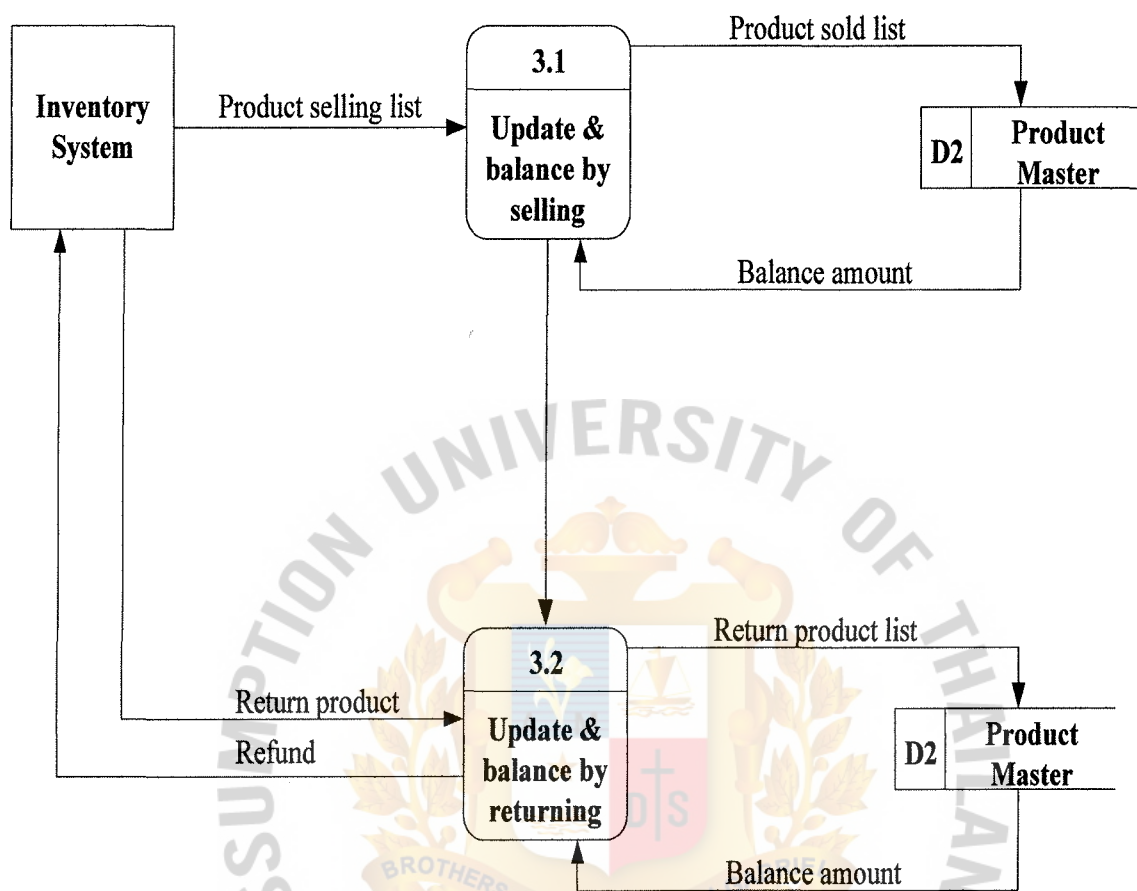 Product sold list
3.1
Inventory
System
Product selling list
Update &
balance by
selling
D2
Product
Master
Balance amount
UNIVERSITY OF THAILAN
SSUMPTION
Return product list
3.2
Return product
Refund
Update &
balance by
returning
D2
Product
Master
D S
BROTHERS
Balance amount